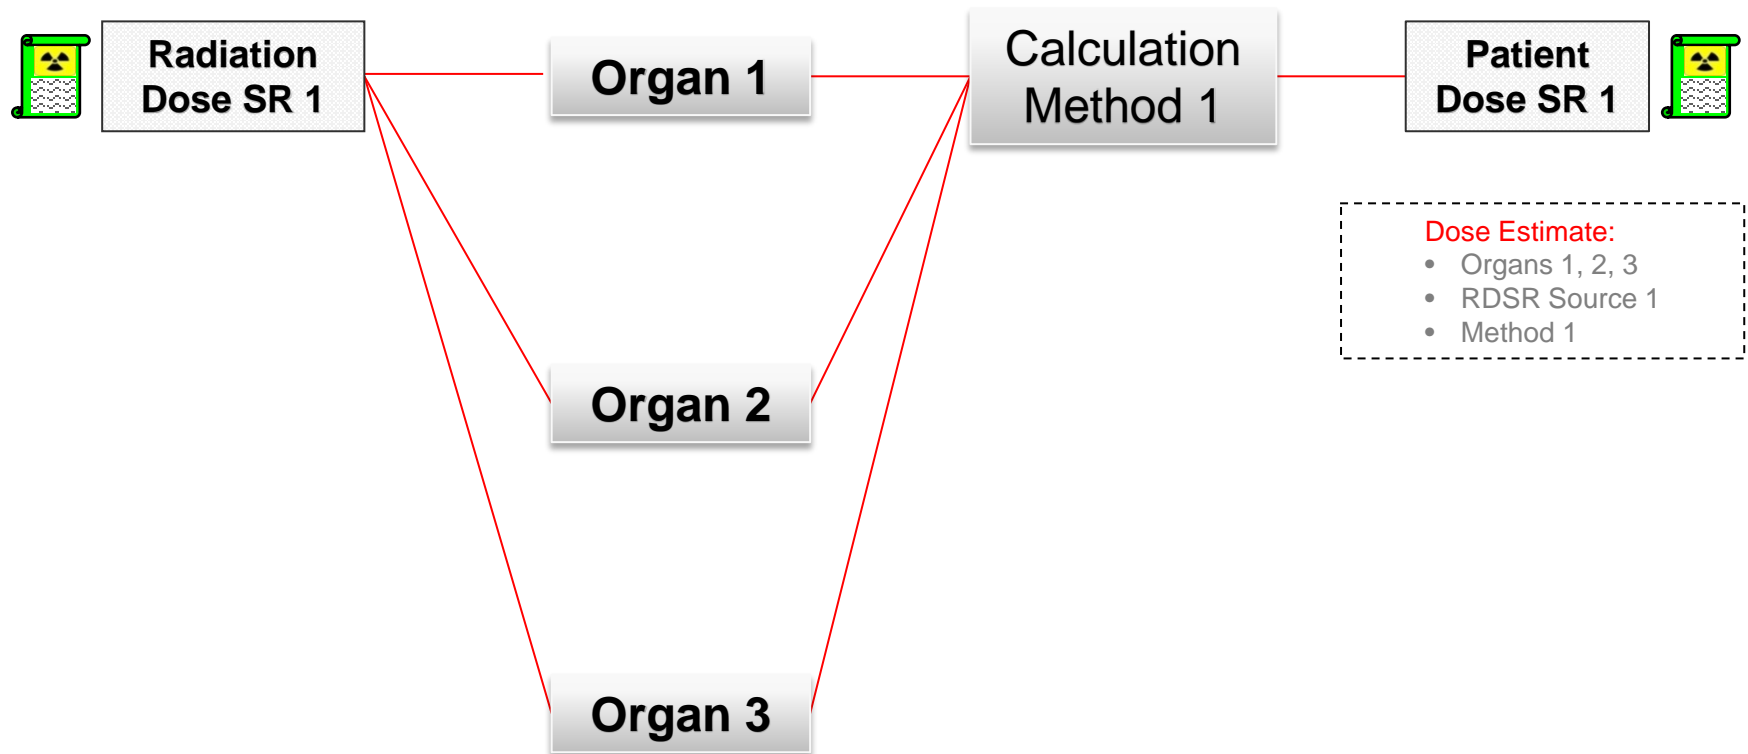 Radiation
Dose SR 1
Organ 1
Calculation
Method 1
Patient
Dose SR 1
Dose Estimate:
• Organs 1, 2, 3
• RDSR Source 1
• Method 1
Organ 2
Organ 3